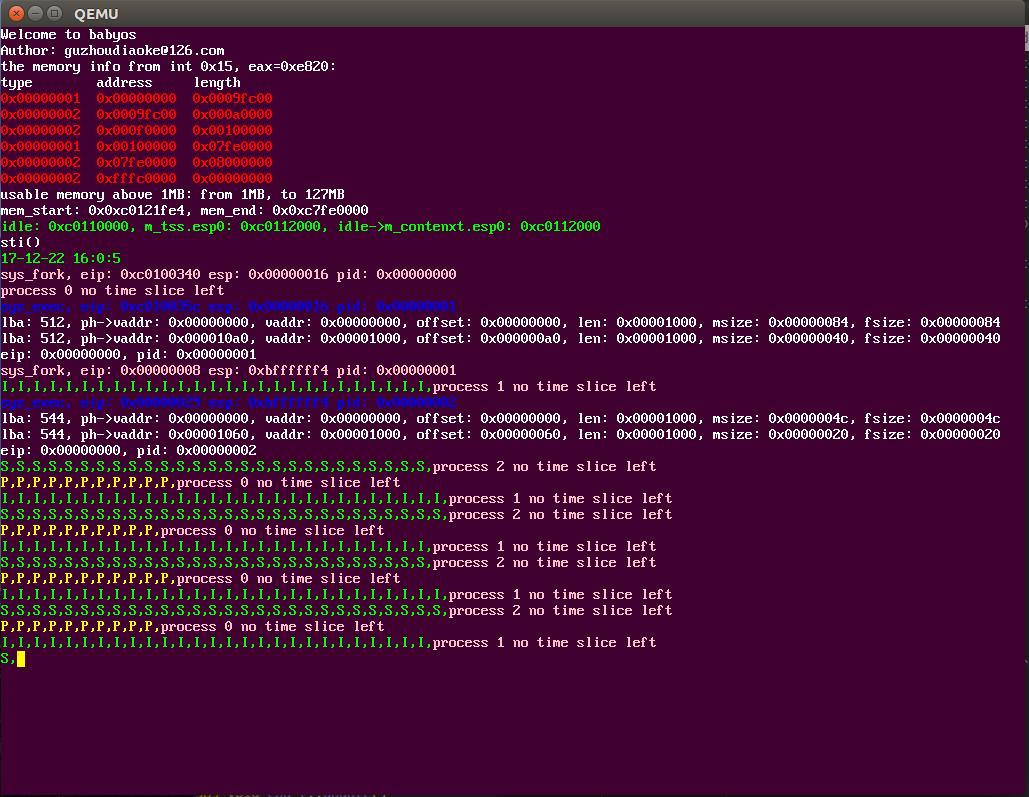 QEMU
Welcome to babyos
Author: guzhoudiaoke@126.com
the memory info from int 0x15, eax=0xe820:
type address length
0x00000001 0x00000000 0x0009fc00
0x00000002 0x0009fc00 0x000a0000
0x00000002 0x000f0000 0x00100000
0x00000001 0x00100000 0x07fe0000
0x00000002 0x07fe0000 0x08000000
0x00000002 0xfffc0000 0x00000000
usable memory above 1MB: from 1MB, to 127MB
mem_start: 0x0xc0121fe4, mem_end: 0x0xc7fe0000
idle: 0xc0110000, m_tss.esp0: 0xc0112000, idle->m_contenxt.esp0: 0xc0112000
sti()
17-12-22 16:0:5
sys_fork, eip: 0xc0100340 esp: 0x00000016 pid: 0x00000000
process 0 no time slice left
sys_exec, eip: 0xc010035c esp: 0x0000001b pid: 0x00000001
lba: 512, ph->vaddr: 0x00000000, vaddr: 0x00000000, offset: 0x00000000, len: 0x00001000, msize: 0x00000084, fsize: 0x00000084
lba: 512, ph->vaddr: 0x000010a0, vaddr: 0x00001000, offset: 0x000000a0, len: 0x00001000, msize: 0x00000040, fsize: 0x00000040
eip: 0x00000000, pid: 0x00000001
sys_fork, eip: 0x00000008 esp: 0xbffffff4 pid: 0x00000001
I,I,I,I,I,I,I,I,I,I,I,I,I,I,I,I,I,I,I,I,I,I,I,I,I,I,I,process 1 no time slice left
sys_exec, eip: 0x00000029 esp: 0xbffffff4 pid: 0x00000002
lba: 544, ph->vaddr: 0x00000000, vaddr: 0x00000000, offset: 0x00000000, len: 0x00001000, msize: 0x0000004c, fsize: 0x0000004c
lba: 544, ph->vaddr: 0x00001060, vaddr: 0x00001000, offset: 0x00000060, len: 0x00001000, msize: 0x00000020, fsize: 0x00000020
eip: 0x00000000, pid: 0x00000002
S,S,S,S,S,S,S,S,S,S,S,S,S,S,S,S,S,S,S,S,S,S,S,S,S,S,S,process 2 no time slice left
P,P,P,P,P,P,P,P,P,P,P,process 0 no time slice left
I,I,I,I,I,I,I,I,I,I,I,I,I,I,I,I,I,I,I,I,I,I,I,I,I,I,I,I,process 1 no time slice left
S,S,S,S,S,S,S,S,S,S,S,S,S,S,S,S,S,S,S,S,S,S,S,S,S,S,S,S,process 2 no time slice left
P,P,P,P,P,P,P,P,P,P,process 0 no time slice left
I,I,I,I,I,I,I,I,I,I,I,I,I,I,I,I,I,I,I,I,I,I,I,I,I,I,I,process 1 no time slice left
S,S,S,S,S,S,S,S,S,S,S,S,S,S,S,S,S,S,S,S,S,S,S,S,S,S,S,process 2 no time slice left
P,P,P,P,P,P,P,P,P,P,P,process 0 no time slice left
I,I,I,I,I,I,I,I,I,I,I,I,I,I,I,I,I,I,I,I,I,I,I,I,I,I,I,I,process 1 no time slice left
S,S,S,S,S,S,S,S,S,S,S,S,S,S,S,S,S,S,S,S,S,S,S,S,S,S,S,S,process 2 no time slice left
P,P,P,P,P,P,P,P,P,P,process 0 no time slice left
I,I,I,I,I,I,I,I,I,I,I,I,I,I,I,I,I,I,I,I,I,I,I,I,I,I,I,process 1 no time slice left
S,